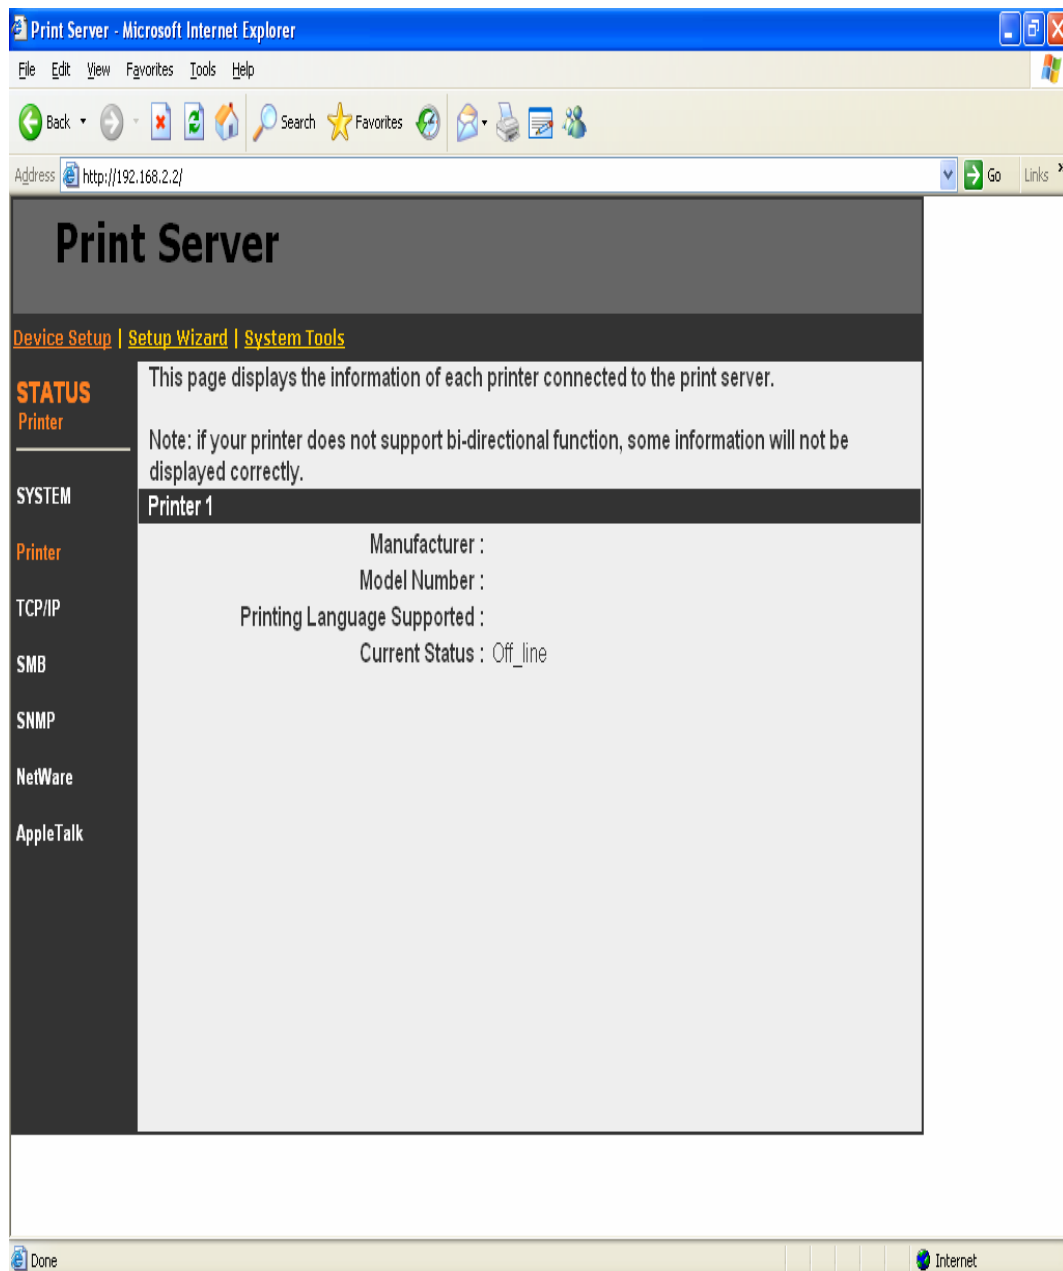 Print Server - Microsoft Internet Explorer
File Edit View Favorites Tools Help
Back Search Favorites
Address http://192.168.2.2/ Go Links »
Print Server
Device Setup | Setup Wizard | System Tools
STATUS
Printer
SYSTEM
Printer
TCP/IP
SMB
SNMP
NetWare
AppleTalk
This page displays the information of each printer connected to the print server.
Note: if your printer does not support bi-directional function, some information will not be
displayed correctly.
Printer 1
Manufacturer :
Model Number :
Printing Language Supported :
Current Status : Off_line
Done Internet